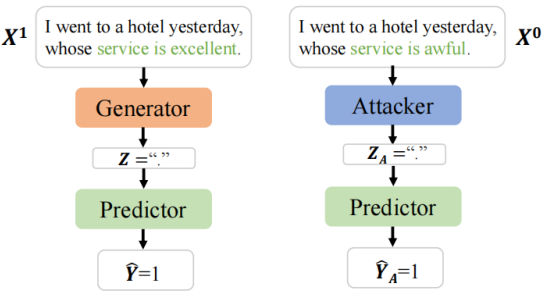 X¹
I went to a hotel yesterday,
whose service is excellent.
Generator
Z =“.”
Predictor
Ŷ=1
I went to a hotel yesterday,
whose service is awful.
X⁰
Attacker
Z_A =“.”
Predictor
Ŷ_A=1